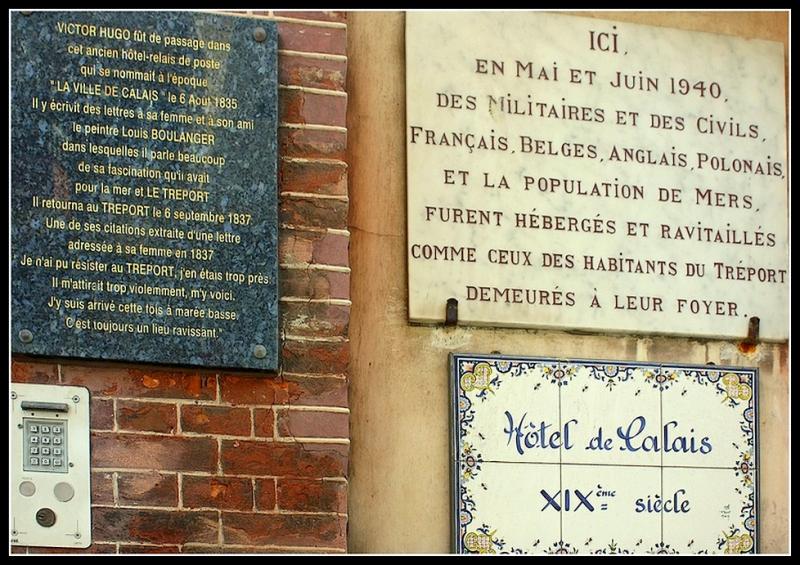 VICTOR HUGO fût de passage dans
cet ancien hôtel-relais de poste
qui se nommait à l'époque
"LA VILLE DE CALAIS" le 6 Août 1835
Il y écrivit des lettres à sa femme et à son ami
le peintre Louis BOULANGER
dans lesquelles il parle beaucoup
de sa fascination qu'il avait
pour la mer et LE TREPORT
Il retourna au TREPORT le 6 septembre 1837
Une de ses citations extraite d'une lettre
adressée à sa femme en 1837
Je n'ai pu résister au TREPORT, j'en étais trop près
Il m'attirait trop violemment, m'y voici.
J'y suis arrivé cette fois à marée basse.
C'est toujours un lieu ravissant."
ICI,
EN MAI ET JUIN 1940,
DES MILITAIRES ET DES CIVILS,
FRANÇAIS, BELGES, ANGLAIS, POLONAIS,
ET LA POPULATION DE MERS,
FURENT HÉBERGÉS ET RAVITAILLÉS
COMME CEUX DES HABITANTS DU TRÉPORT
DEMEURÉS À LEUR FOYER.
Hôtel de Calais
XIXème siècle